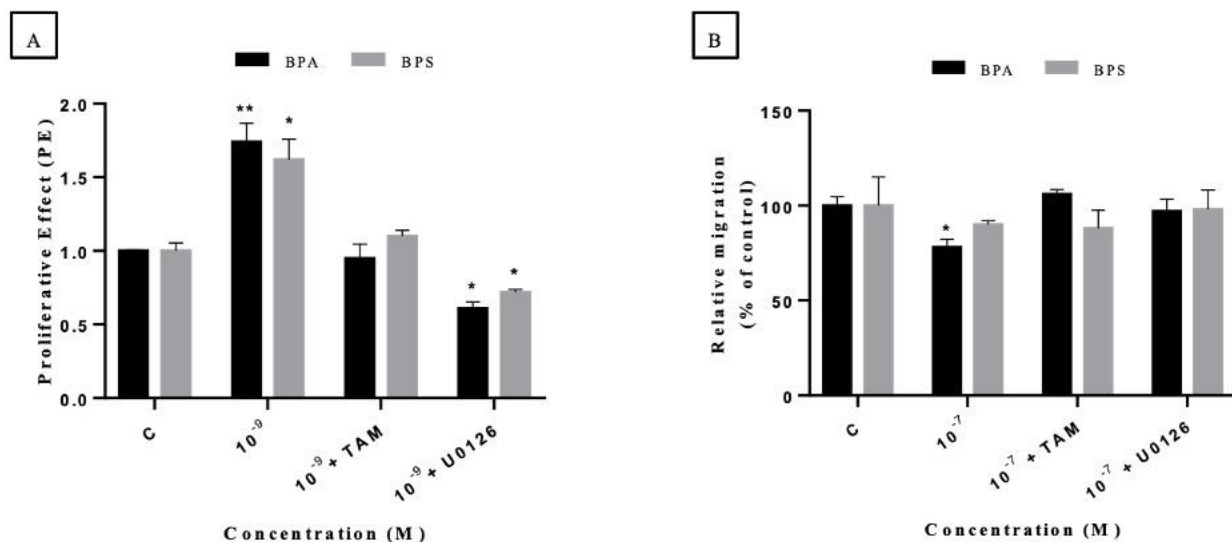 A
BPA BPS
Proliferative Effect (PE)
2.0
**
*
1.5
1.0
*
*
0.5
0.0
C
10⁻⁹
10⁻⁹ + TAM
10⁻⁹ + U0126
Concentration (M)
B
BPA BPS
Relative migration
(% of control)
150
100
*
50
0
C
10⁻⁷
10⁻⁷ + TAM
10⁻⁷ + U0126
Concentration (M)